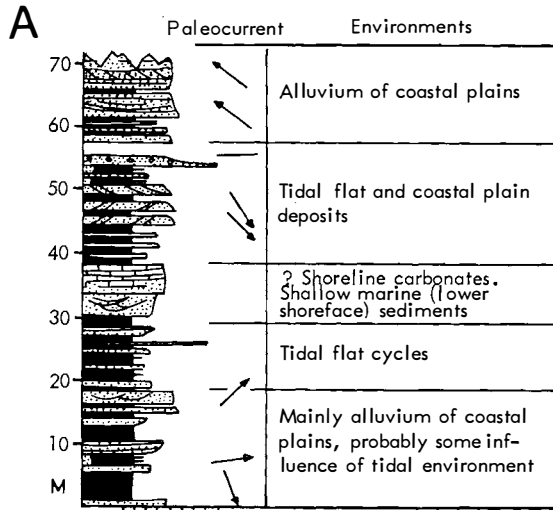 A
Paleocurrent
Environments
70
60
50
40
30
20
10
M
Alluvium of coastal plains
Tidal flat and coastal plain
deposits
? Shoreline carbonates.
Shallow marine (lower
shoreface) sediments
Tidal flat cycles
Mainly alluvium of coastal
plains, probably some inf-
luence of tidal environment